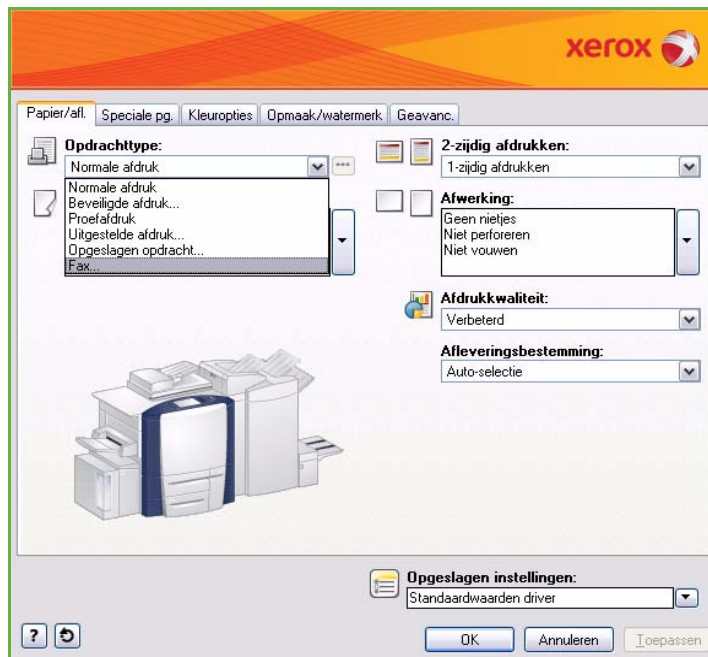 xerox
Papier/afl. Speciale pg. Kleuropties Opmaak/watermerk Geavanc.
Opdrachttype:
Normale afdruk
Normale afdruk
Beveiligde afdruk...
Proefafdruk
Uitgestelde afdruk...
Opgeslagen opdracht...
Fax...
2-zijdig afdrukken:
1-zijdig afdrukken
Afwerking:
Geen nietjes
Niet perforeren
Niet vouwen
Afdrukkwaliteit:
Verbeterd
Afleveringsbestemming:
Auto-selectie
Opgeslagen instellingen:
Standaardwaarden driver
? OK Annuleren Toepassen